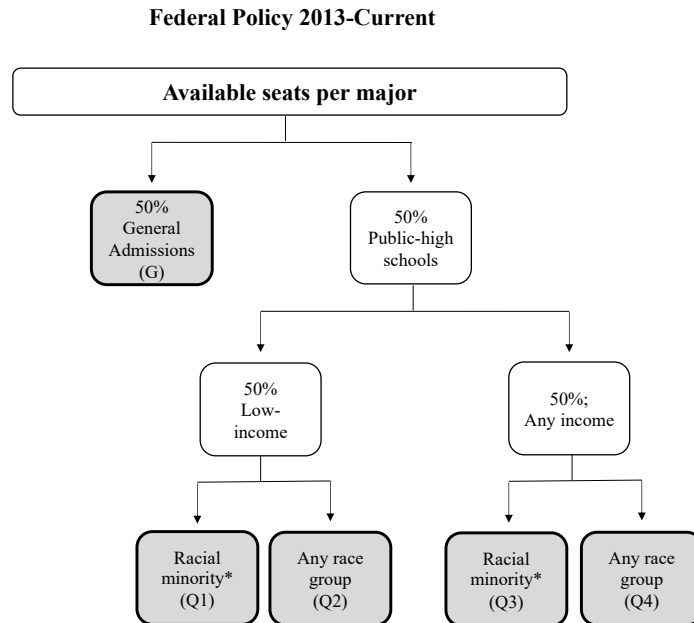 Federal Policy 2013-Current
Available seats per major
50%
General
Admissions
(G)
50%
Public-high
schools
50%
Low-
income
50%;
Any income
Racial
minority*
(Q1)
Any race
group
(Q2)
Racial
minority*
(Q3)
Any race
group
(Q4)